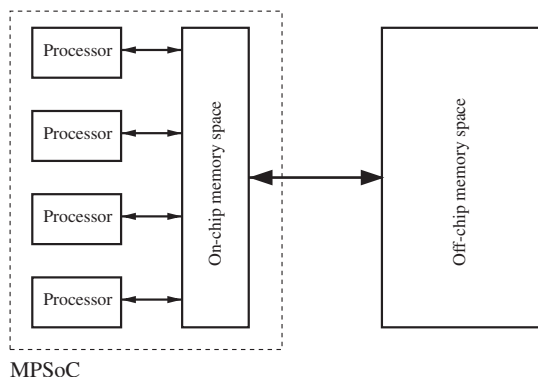 Processor
Processor
Processor
Processor
On-chip memory space
Off-chip memory space
MPSoC